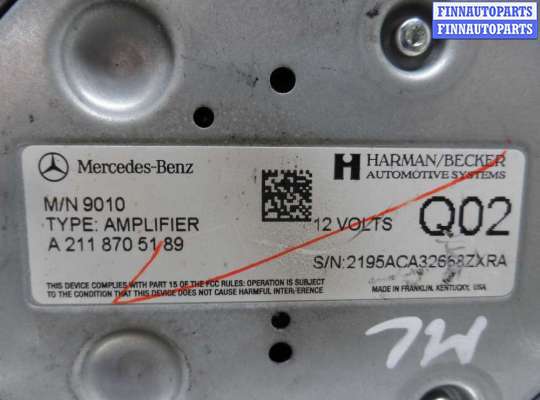 FINNAUTOPARTS
FINNAUTOPARTS
Mercedes-Benz
HARMAN/BECKER
AUTOMOTIVE SYSTEMS
M/N 9010
TYPE: AMPLIFIER
A 211 870 51 89
12 VOLTS
Q02
S/N:2195ACA32668ZXRA
THIS DEVICE COMPLIES WITH PART 15 OF THE FCC RULES: OPERATION IS SUBJECT
TO THE CONDITION THAT THIS DEVICE DOES NOT CAUSE HARMFUL INTERFERENCE.
MADE IN FRANKLIN, KENTUCKY, USA
ML